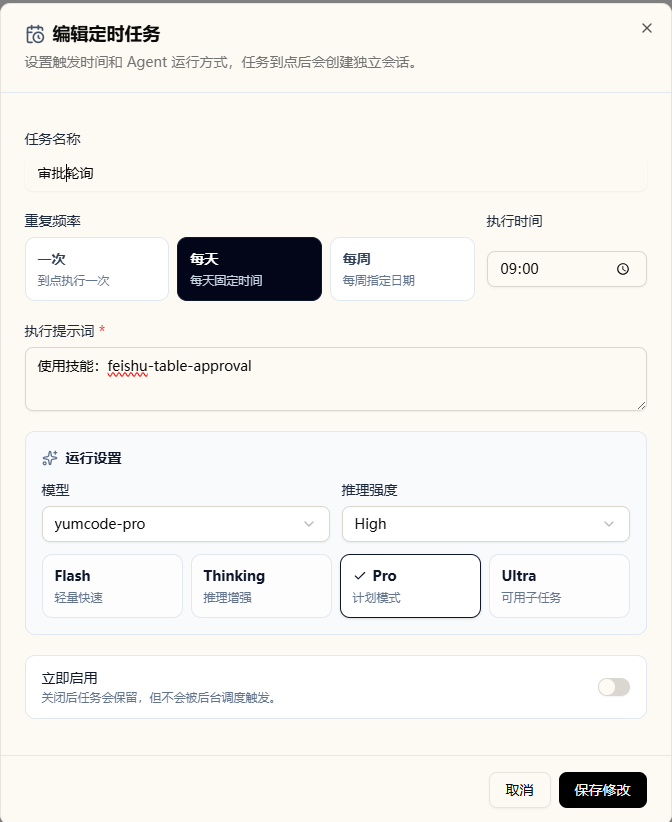 编辑定时任务
设置触发时间和 Agent 运行方式，任务到点后会创建独立会话。
任务名称
审批轮询
重复频率
执行时间
一次
到点执行一次
每天
每天固定时间
每周
每周指定日期
09:00
执行提示词 *
使用技能：feishu-table-approval
运行设置
模型
推理强度
yumcode-pro
High
Flash
轻量快速
Thinking
推理增强
Pro
计划模式
Ultra
可用子任务
立即启用
关闭后任务会保留，但不会被后台调度触发。
取消
保存修改